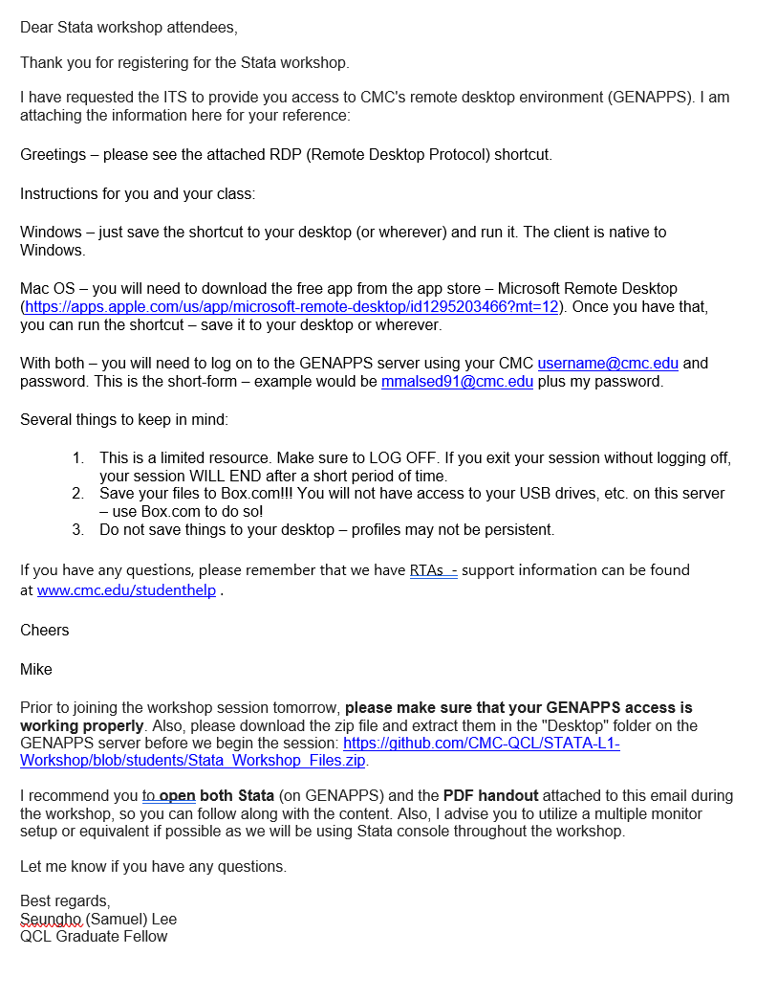 Dear Stata workshop attendees,
Thank you for registering for the Stata workshop.
I have requested the ITS to provide you access to CMC's remote desktop environment (GENAPPS). I am
attaching the information here for your reference:
Greetings – please see the attached RDP (Remote Desktop Protocol) shortcut.
Instructions for you and your class:
Windows – just save the shortcut to your desktop (or wherever) and run it. The client is native to
Windows.
Mac OS – you will need to download the free app from the app store – Microsoft Remote Desktop
(https://apps.apple.com/us/app/microsoft-remote-desktop/id1295203466?mt=12). Once you have that,
you can run the shortcut – save it to your desktop or wherever.
With both – you will need to log on to the GENAPPS server using your CMC username@cmc.edu and
password. This is the short-form – example would be mmalsed91@cmc.edu plus my password.
Several things to keep in mind:
1. This is a limited resource. Make sure to LOG OFF. If you exit your session without logging off,
your session WILL END after a short period of time.
2. Save your files to Box.com!!! You will not have access to your USB drives, etc. on this server
– use Box.com to do so!
3. Do not save things to your desktop – profiles may not be persistent.
If you have any questions, please remember that we have RTAs - support information can be found
at www.cmc.edu/studenthelp .
Cheers
Mike
Prior to joining the workshop session tomorrow, please make sure that your GENAPPS access is
working properly. Also, please download the zip file and extract them in the "Desktop" folder on the
GENAPPS server before we begin the session: https://github.com/CMC-QCL/STATA-L1-
Workshop/blob/students/Stata_Workshop_Files.zip.
I recommend you to open both Stata (on GENAPPS) and the PDF handout attached to this email during
the workshop, so you can follow along with the content. Also, I advise you to utilize a multiple monitor
setup or equivalent if possible as we will be using Stata console throughout the workshop.
Let me know if you have any questions.
Best regards,
Seungho (Samuel) Lee
QCL Graduate Fellow